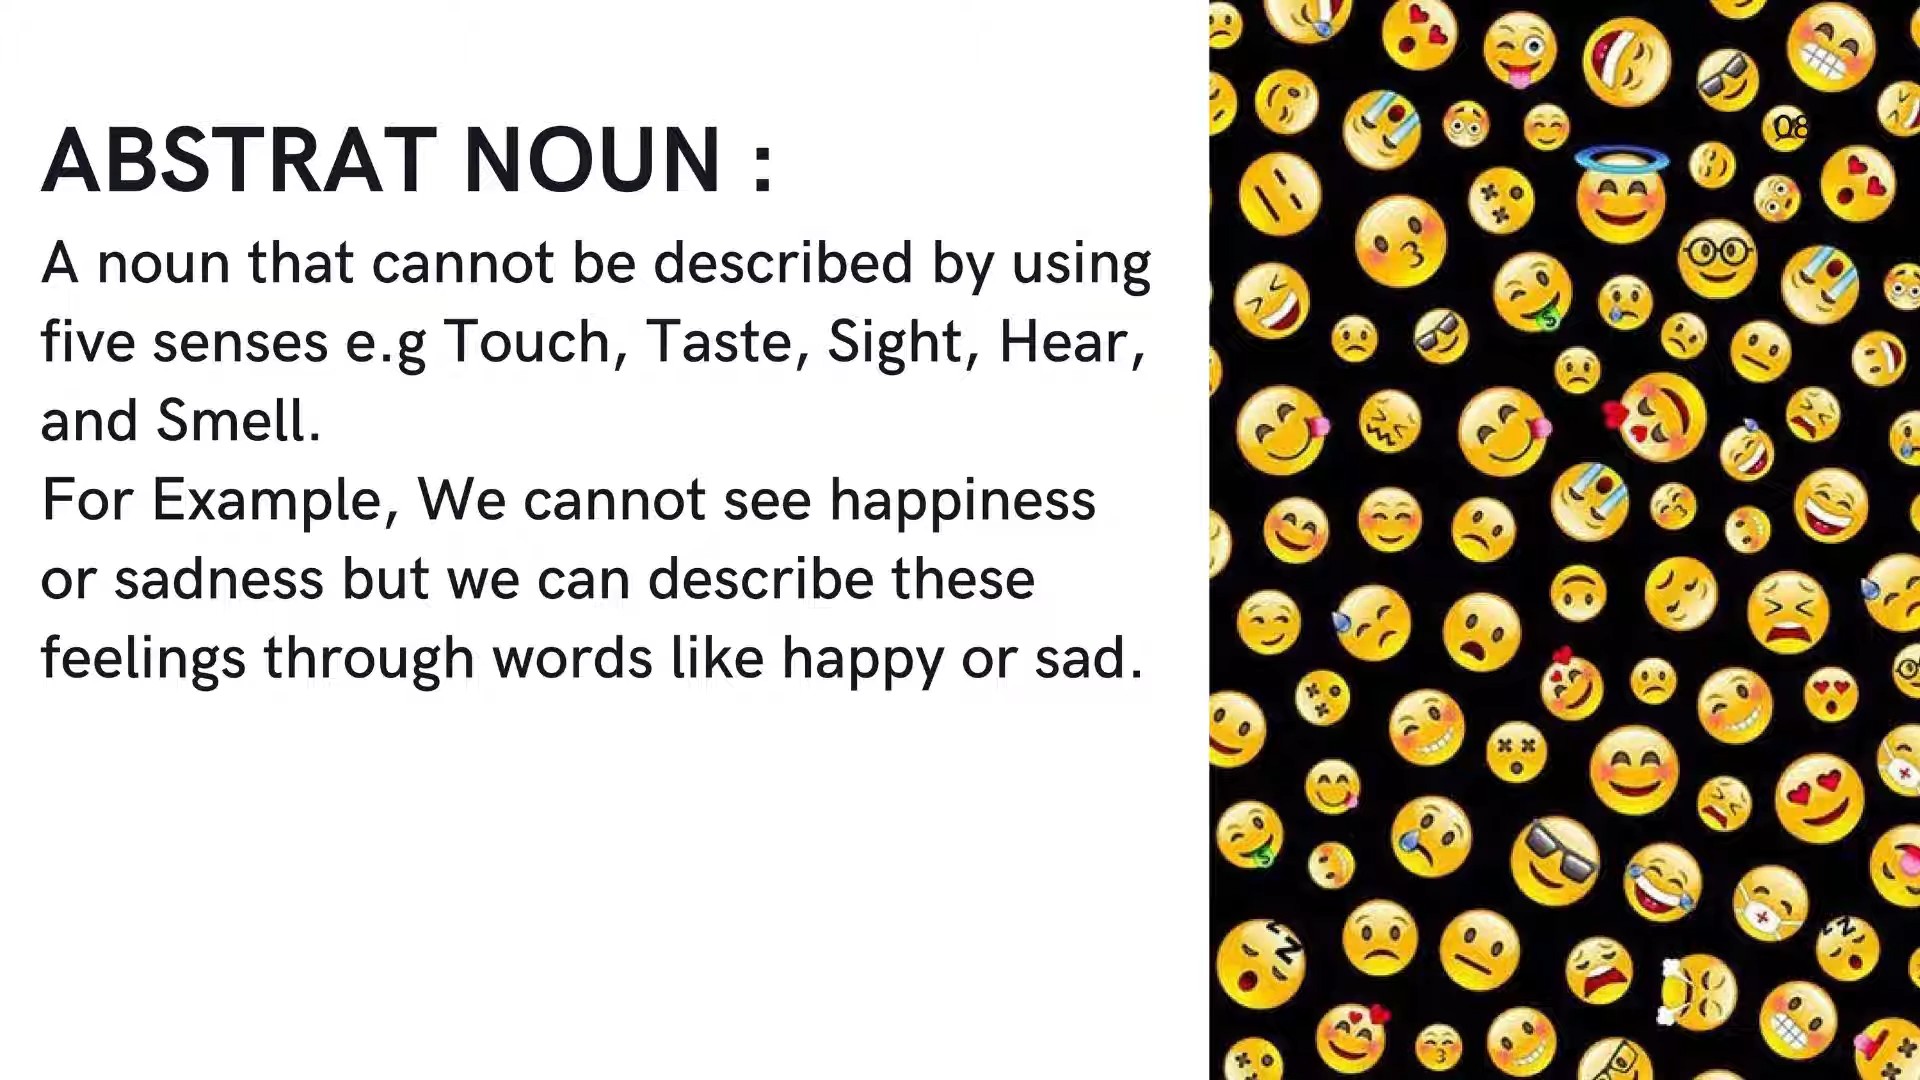 ABSTRAT NOUN :
A noun that cannot be described by using
five senses e.g Touch, Taste, Sight, Hear,
and Smell.
For Example, We cannot see happiness
or sadness but we can describe these
feelings through words like happy or sad.
08